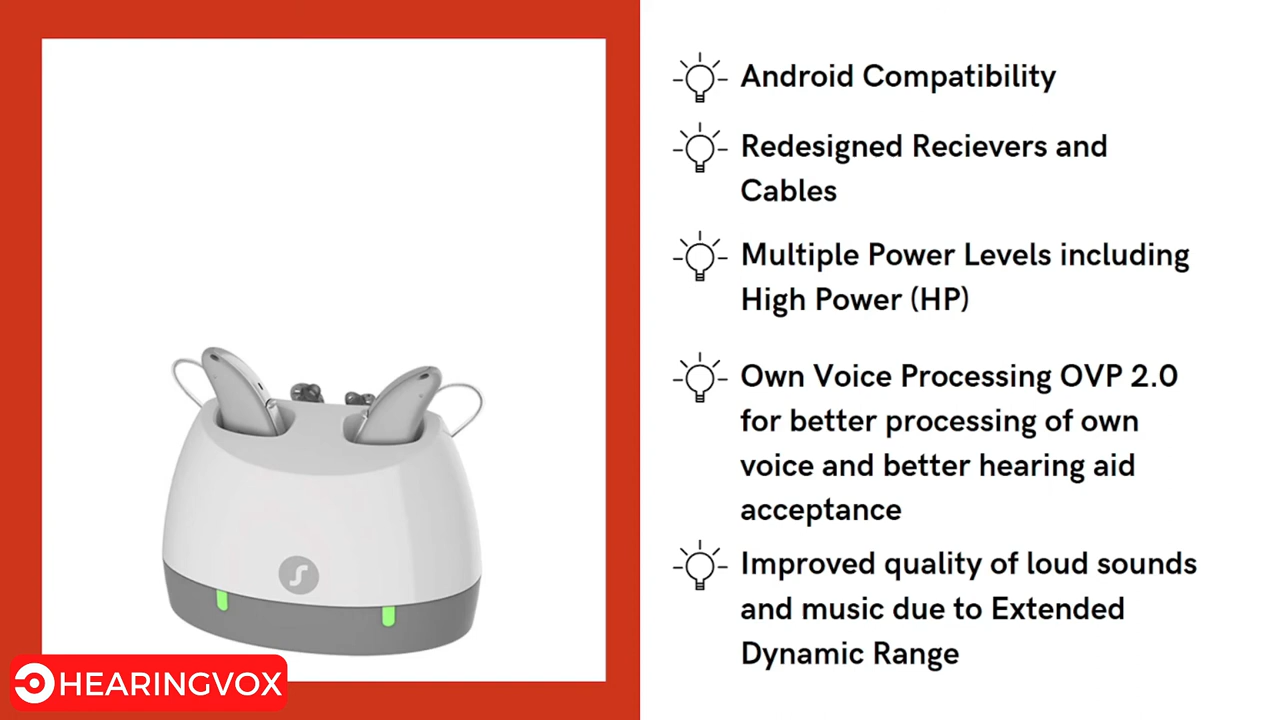 Android Compatibility
Redesigned Recievers and
Cables
Multiple Power Levels including
High Power (HP)
Own Voice Processing OVP 2.0
for better processing of own
voice and better hearing aid
acceptance
Improved quality of loud sounds
and music due to Extended
Dynamic Range
HEARINGVOX